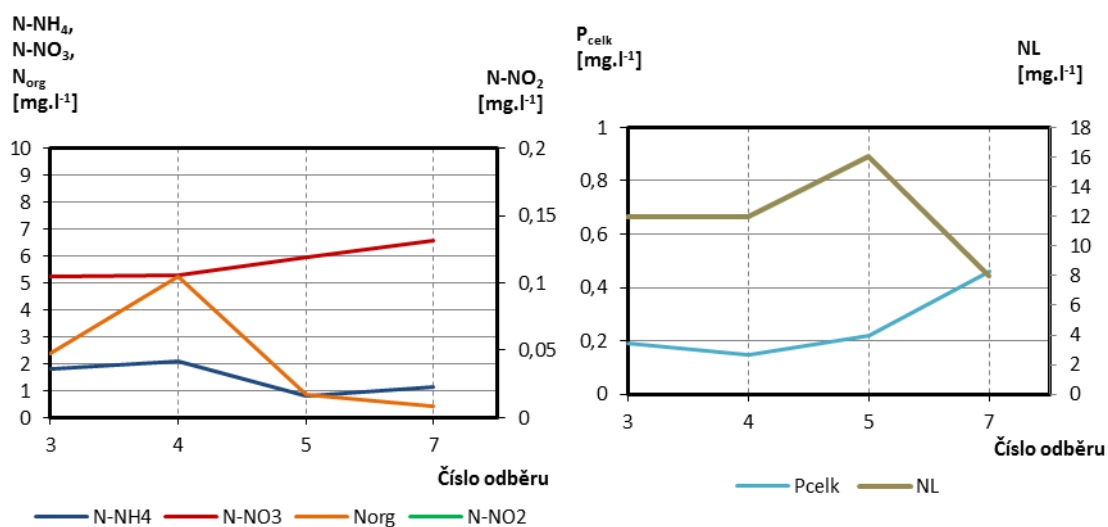 N-NH₄,
N-NO₃,
N_org
[mg.l⁻¹]
N-NO₂
[mg.l⁻¹]
10
9
8
7
6
5
4
3
2
1
0
0,2
0,15
0,1
0,05
0
3 4 5 7
Číslo odběru
N-NH4 N-NO3 Norg N-NO2
P_celk
[mg.l⁻¹]
NL
[mg.l⁻¹]
1
0,8
0,6
0,4
0,2
0
18
16
14
12
10
8
6
4
2
0
3 4 5 7
Číslo odběru
Pcelk NL